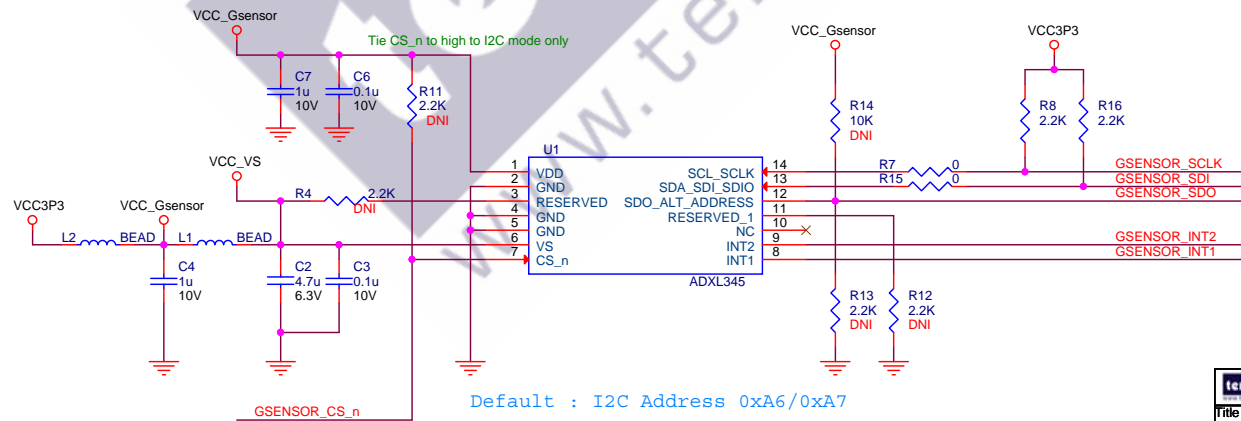 VCC_Gsensor
Tie CS_n to high to I2C mode only
C7
1u
10V
C6
0.1u
10V
R11
2.2K
DNI
VCC_Gsensor
R14
10K
DNI
VCC3P3
R8
2.2K
R16
2.2K
VCC_VS
R4
2.2K
DNI
VCC3P3
VCC_Gsensor
L2
BEAD
L1
BEAD
C4
1u
10V
C2
4.7u
6.3V
C3
0.1u
10V
U1
1 VDD
2 GND
3 RESERVED
4 GND
5 GND
6 VS
7 CS_n
SCL_SCLK 14
SDA_SDI_SDIO 13
SDO_ALT_ADDRESS 12
RESERVED_1 11
NC 10
INT2 9
INT1 8
ADXL345
R7 0
R15 0
GSENSOR_SCLK
GSENSOR_SDI
GSENSOR_SDO
GSENSOR_INT2
GSENSOR_INT1
R13
2.2K
DNI
R12
2.2K
DNI
GSENSOR_CS_n
Default : I2C Address 0xA6/0xA7
Title
www.te